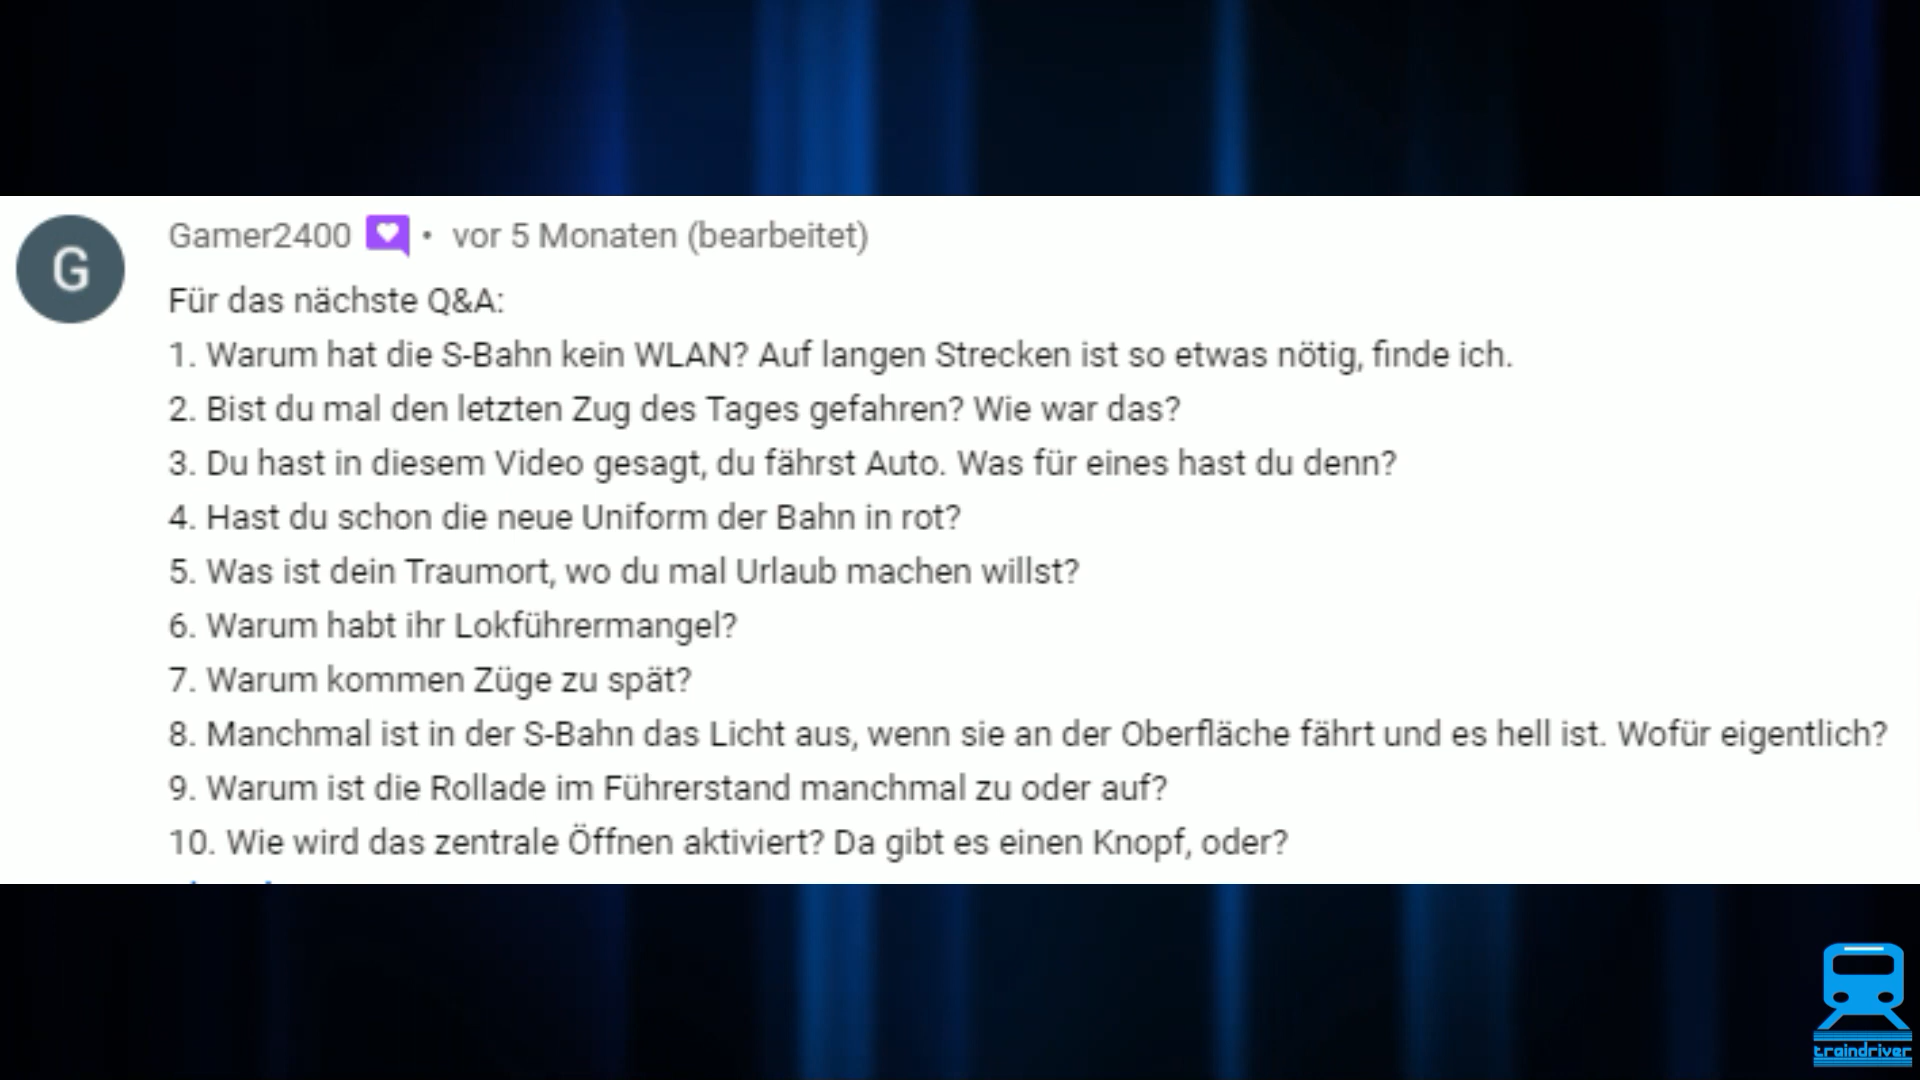 Gamer2400 • vor 5 Monaten (bearbeitet)
G
Für das nächste Q&A:
1. Warum hat die S-Bahn kein WLAN? Auf langen Strecken ist so etwas nötig, finde ich.
2. Bist du mal den letzten Zug des Tages gefahren? Wie war das?
3. Du hast in diesem Video gesagt, du fährst Auto. Was für eines hast du denn?
4. Hast du schon die neue Uniform der Bahn in rot?
5. Was ist dein Traumort, wo du mal Urlaub machen willst?
6. Warum habt ihr Lokführermangel?
7. Warum kommen Züge zu spät?
8. Manchmal ist in der S-Bahn das Licht aus, wenn sie an der Oberfläche fährt und es hell ist. Wofür eigentlich?
9. Warum ist die Rollade im Führerstand manchmal zu oder auf?
10. Wie wird das zentrale Öffnen aktiviert? Da gibt es einen Knopf, oder?
traindriver